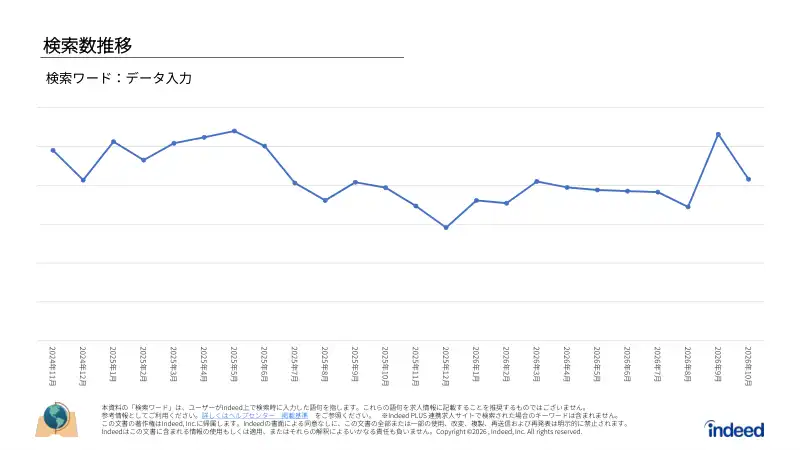 検索数推移
検索ワード：データ入力
2024年11月
2024年12月
2025年1月
2025年2月
2025年3月
2025年4月
2025年5月
2025年6月
2025年7月
2025年8月
2025年9月
2025年10月
2025年11月
2025年12月
2026年1月
2026年2月
2026年3月
2026年4月
2026年5月
2026年6月
2026年7月
2026年8月
2026年9月
2026年10月
本資料の「検索ワード」は、ユーザーがIndeed上で検索時に入力した語句を指します。これらの語句を求人情報に記載することを推奨するものではございません。
参考情報としてご利用ください。詳しくはヘルプセンター　掲載基準　をご参照ください。　※Indeed PLUS 連携求人サイトで検索された場合のキーワードは含まれません。
この文書の著作権はIndeed, Inc.に帰属します。Indeedの書面による同意なしに、この文書の全部または一部の使用、改変、複製、再送信および再発表は明示的に禁止されます。
Indeedはこの文書に含まれる情報の使用もしくは適用、またはそれらの解釈によるいかなる責任も負いません。Copyright ©2026 , Indeed, Inc. All rights reserved.
indeed